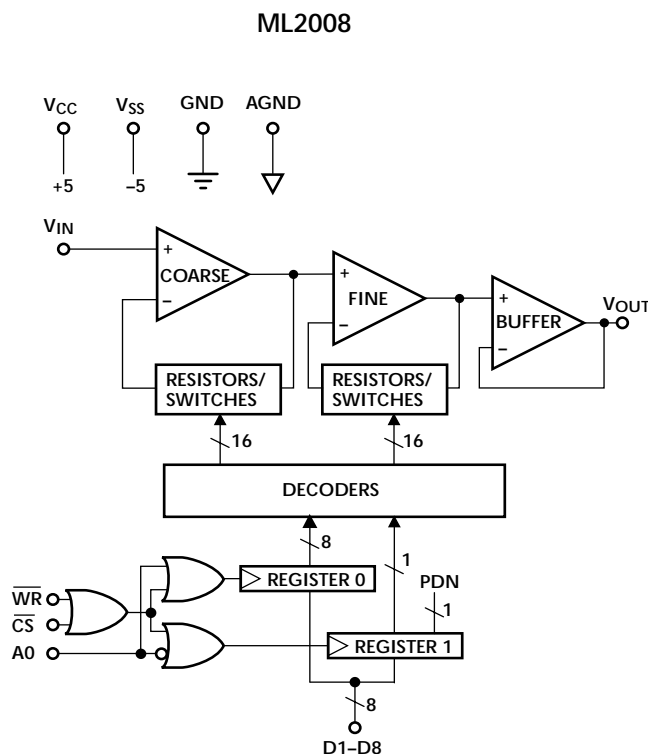 ML2008
VCC
VSS
GND
AGND
+5
–5
VIN
+
COARSE
–
+
FINE
–
+
BUFFER
–
VOUT
RESISTORS/
SWITCHES
RESISTORS/
SWITCHES
16
16
DECODERS
8
1
PDN
1
REGISTER 0
WR
CS
A0
REGISTER 1
8
D1–D8